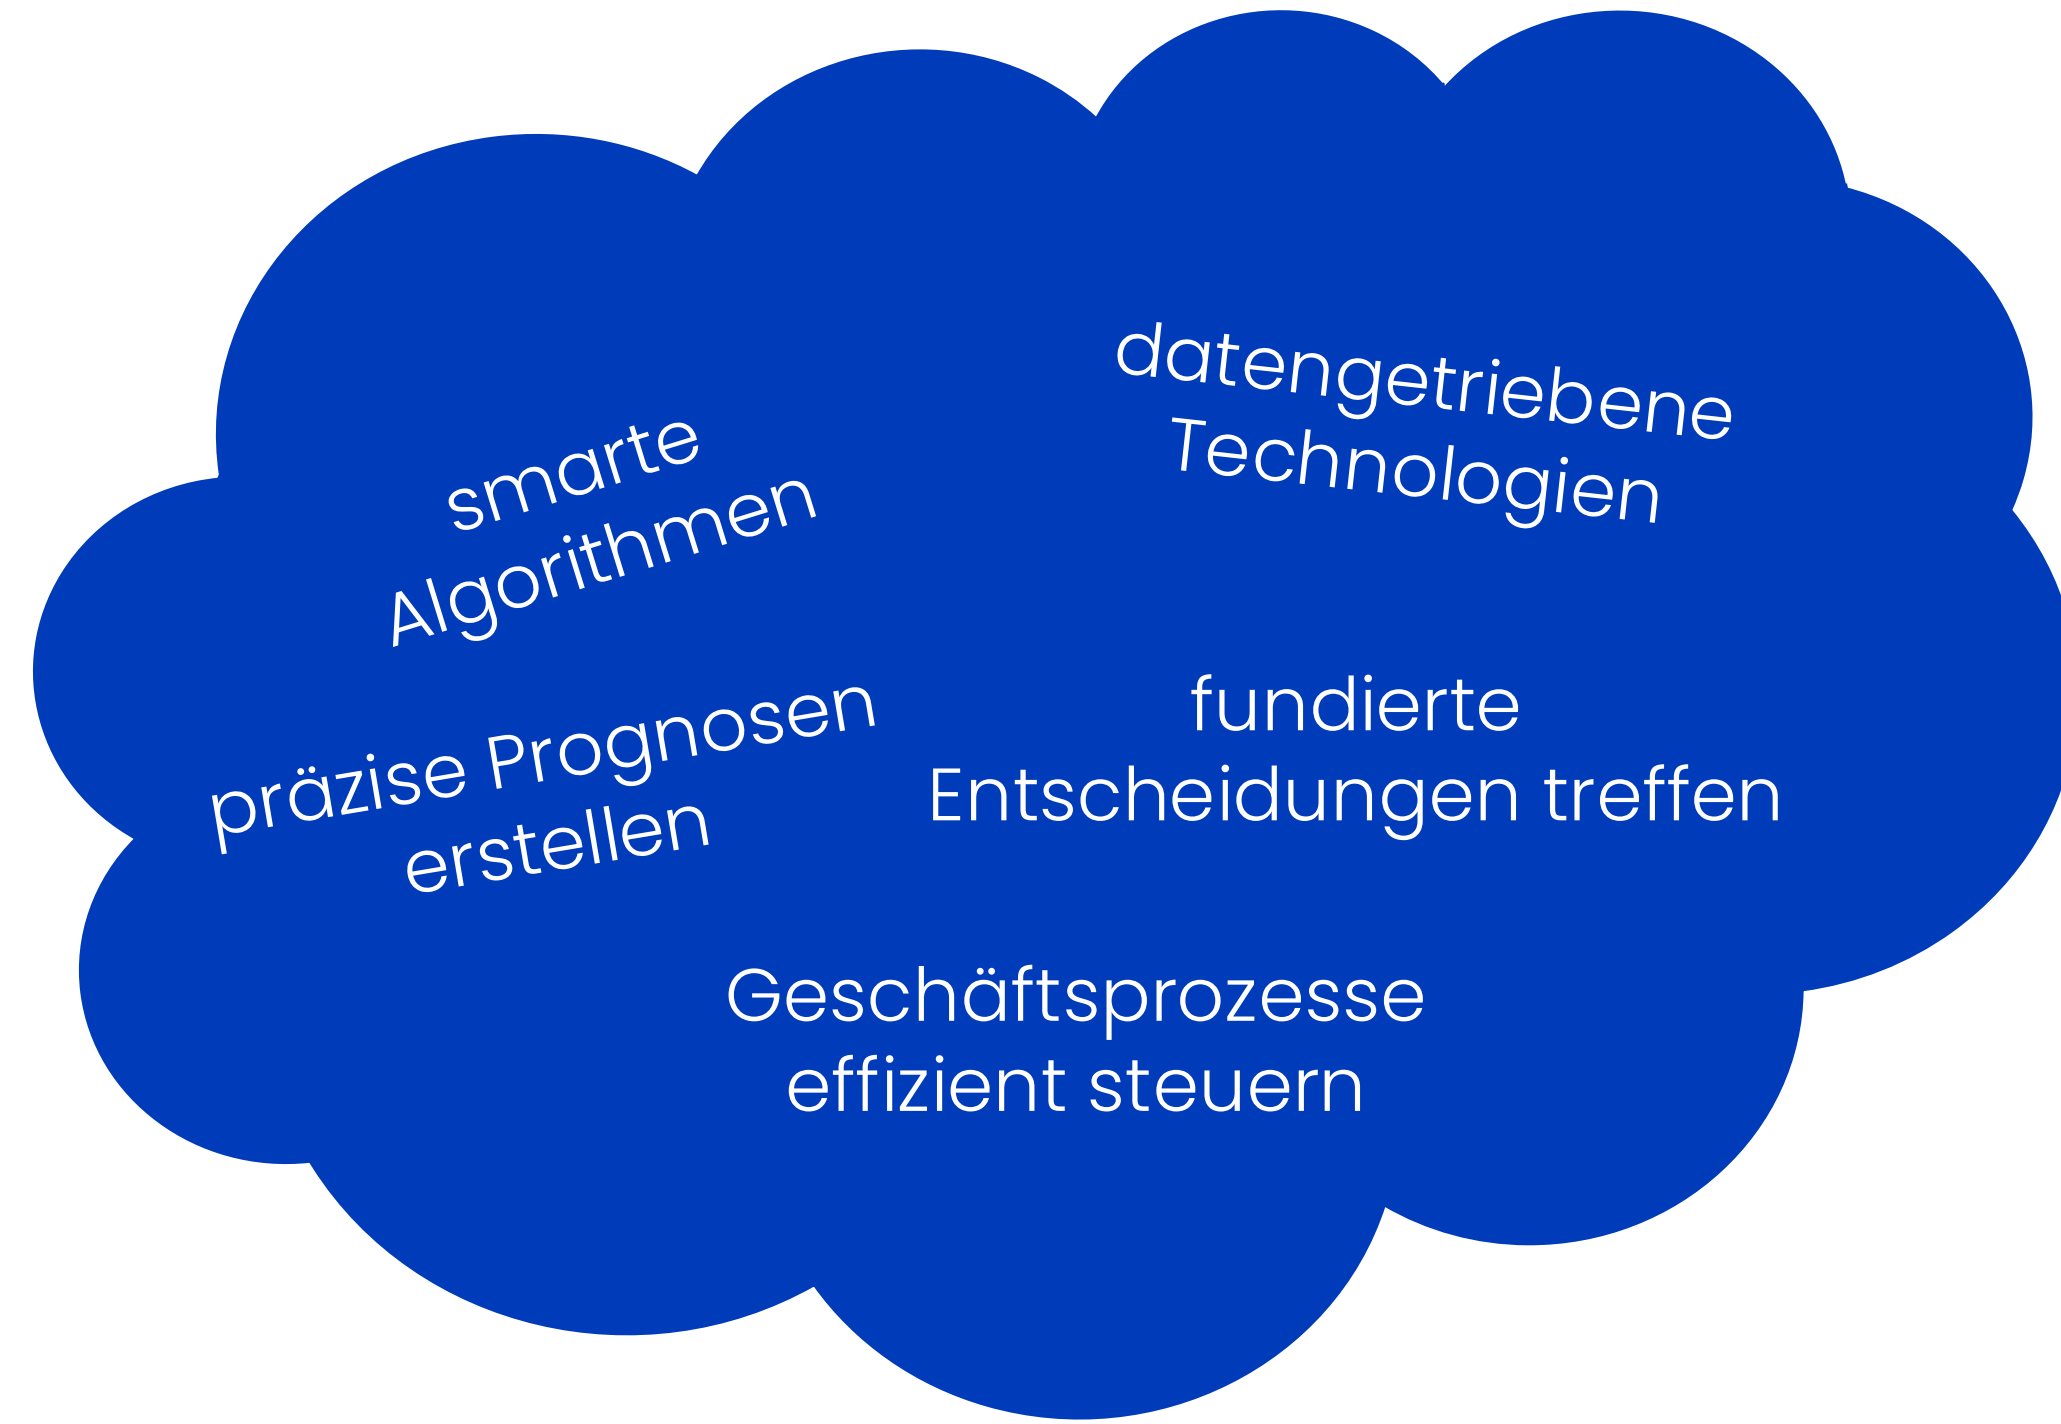 smarte
Algorithmen
datengetriebene
Technologien
präzise Prognosen
erstellen
fundierte
Entscheidungen treffen
Geschäftsprozesse
effizient steuern